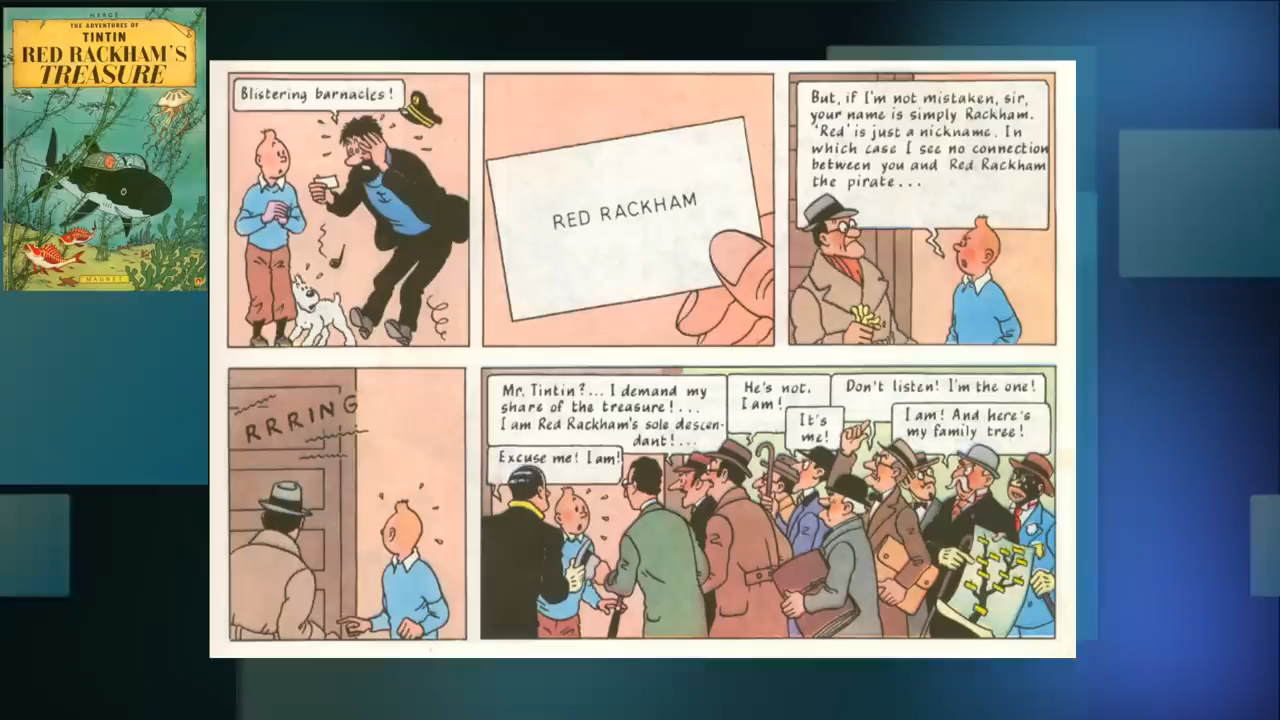 HERGÉ
THE ADVENTURES OF
TINTIN
RED RACKHAM'S
TREASURE
MAGNET
Blistering barnacles!
RED RACKHAM
But, if I'm not mistaken, sir,
your name is simply Rackham.
'Red' is just a nickname. In
which case I see no connection
between you and Red Rackham
the pirate...
RRRING
Mr. Tintin?... I demand my
share of the treasure!...
I am Red Rackham's sole descen-
dant!...
Excuse me! I am!
He's not.
I am!
It's
me!
Don't listen! I'm the one!
I am! And here's
my family tree!